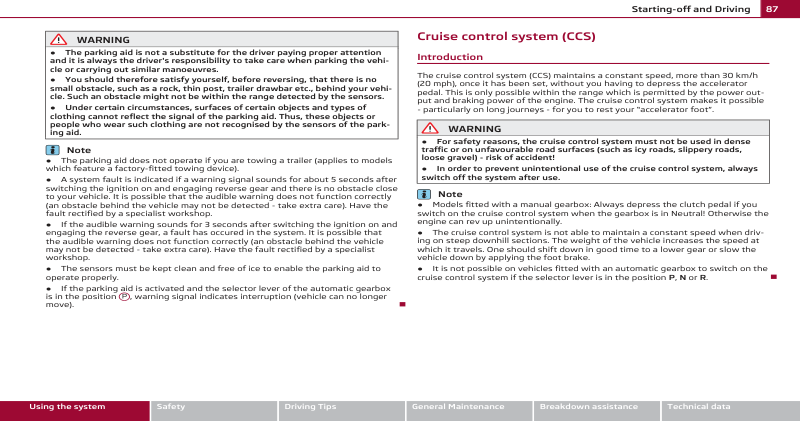 Starting-off and Driving 87
WARNING
● The parking aid is not a substitute for the driver paying proper attention
and it is always the driver's responsibility to take care when parking the vehi-
cle or carrying out similar manoeuvres.
● You should therefore satisfy yourself, before reversing, that there is no
small obstacle, such as a rock, thin post, trailer drawbar etc., behind your vehi-
cle. Such an obstacle might not be within the range detected by the sensors.
● Under certain circumstances, surfaces of certain objects and types of
clothing cannot reflect the signal of the parking aid. Thus, these objects or
people who wear such clothing are not recognised by the sensors of the park-
ing aid.
Note
● The parking aid does not operate if you are towing a trailer (applies to models
which feature a factory-fitted towing device).
● A system fault is indicated if a warning signal sounds for about 5 seconds after
switching the ignition on and engaging reverse gear and there is no obstacle close
to your vehicle. It is possible that the audible warning does not function correctly
(an obstacle behind the vehicle may not be detected - take extra care). Have the
fault rectified by a specialist workshop.
● If the audible warning sounds for 3 seconds after switching the ignition on and
engaging the reverse gear, a fault has occured in the system. It is possible that
the audible warning does not function correctly (an obstacle behind the vehicle
may not be detected - take extra care). Have the fault rectified by a specialist
workshop.
● The sensors must be kept clean and free of ice to enable the parking aid to
operate properly.
● If the parking aid is activated and the selector lever of the automatic gearbox
is in the position P, warning signal indicates interruption (vehicle can no longer
move).
Cruise control system (CCS)
Introduction
The cruise control system (CCS) maintains a constant speed, more than 30 km/h
(20 mph), once it has been set, without you having to depress the accelerator
pedal. This is only possible within the range which is permitted by the power out-
put and braking power of the engine. The cruise control system makes it possible
- particularly on long journeys - for you to rest your "accelerator foot".
WARNING
● For safety reasons, the cruise control system must not be used in dense
traffic or on unfavourable road surfaces (such as icy roads, slippery roads,
loose gravel) - risk of accident!
● In order to prevent unintentional use of the cruise control system, always
switch off the system after use.
Note
● Models fitted with a manual gearbox: Always depress the clutch pedal if you
switch on the cruise control system when the gearbox is in Neutral! Otherwise the
engine can rev up unintentionally.
● The cruise control system is not able to maintain a constant speed when driv-
ing on steep downhill sections. The weight of the vehicle increases the speed at
which it travels. One should shift down in good time to a lower gear or slow the
vehicle down by applying the foot brake.
● It is not possible on vehicles fitted with an automatic gearbox to switch on the
cruise control system if the selector lever is in the position P, N or R.
Using the system Safety Driving Tips General Maintenance Breakdown assistance Technical data